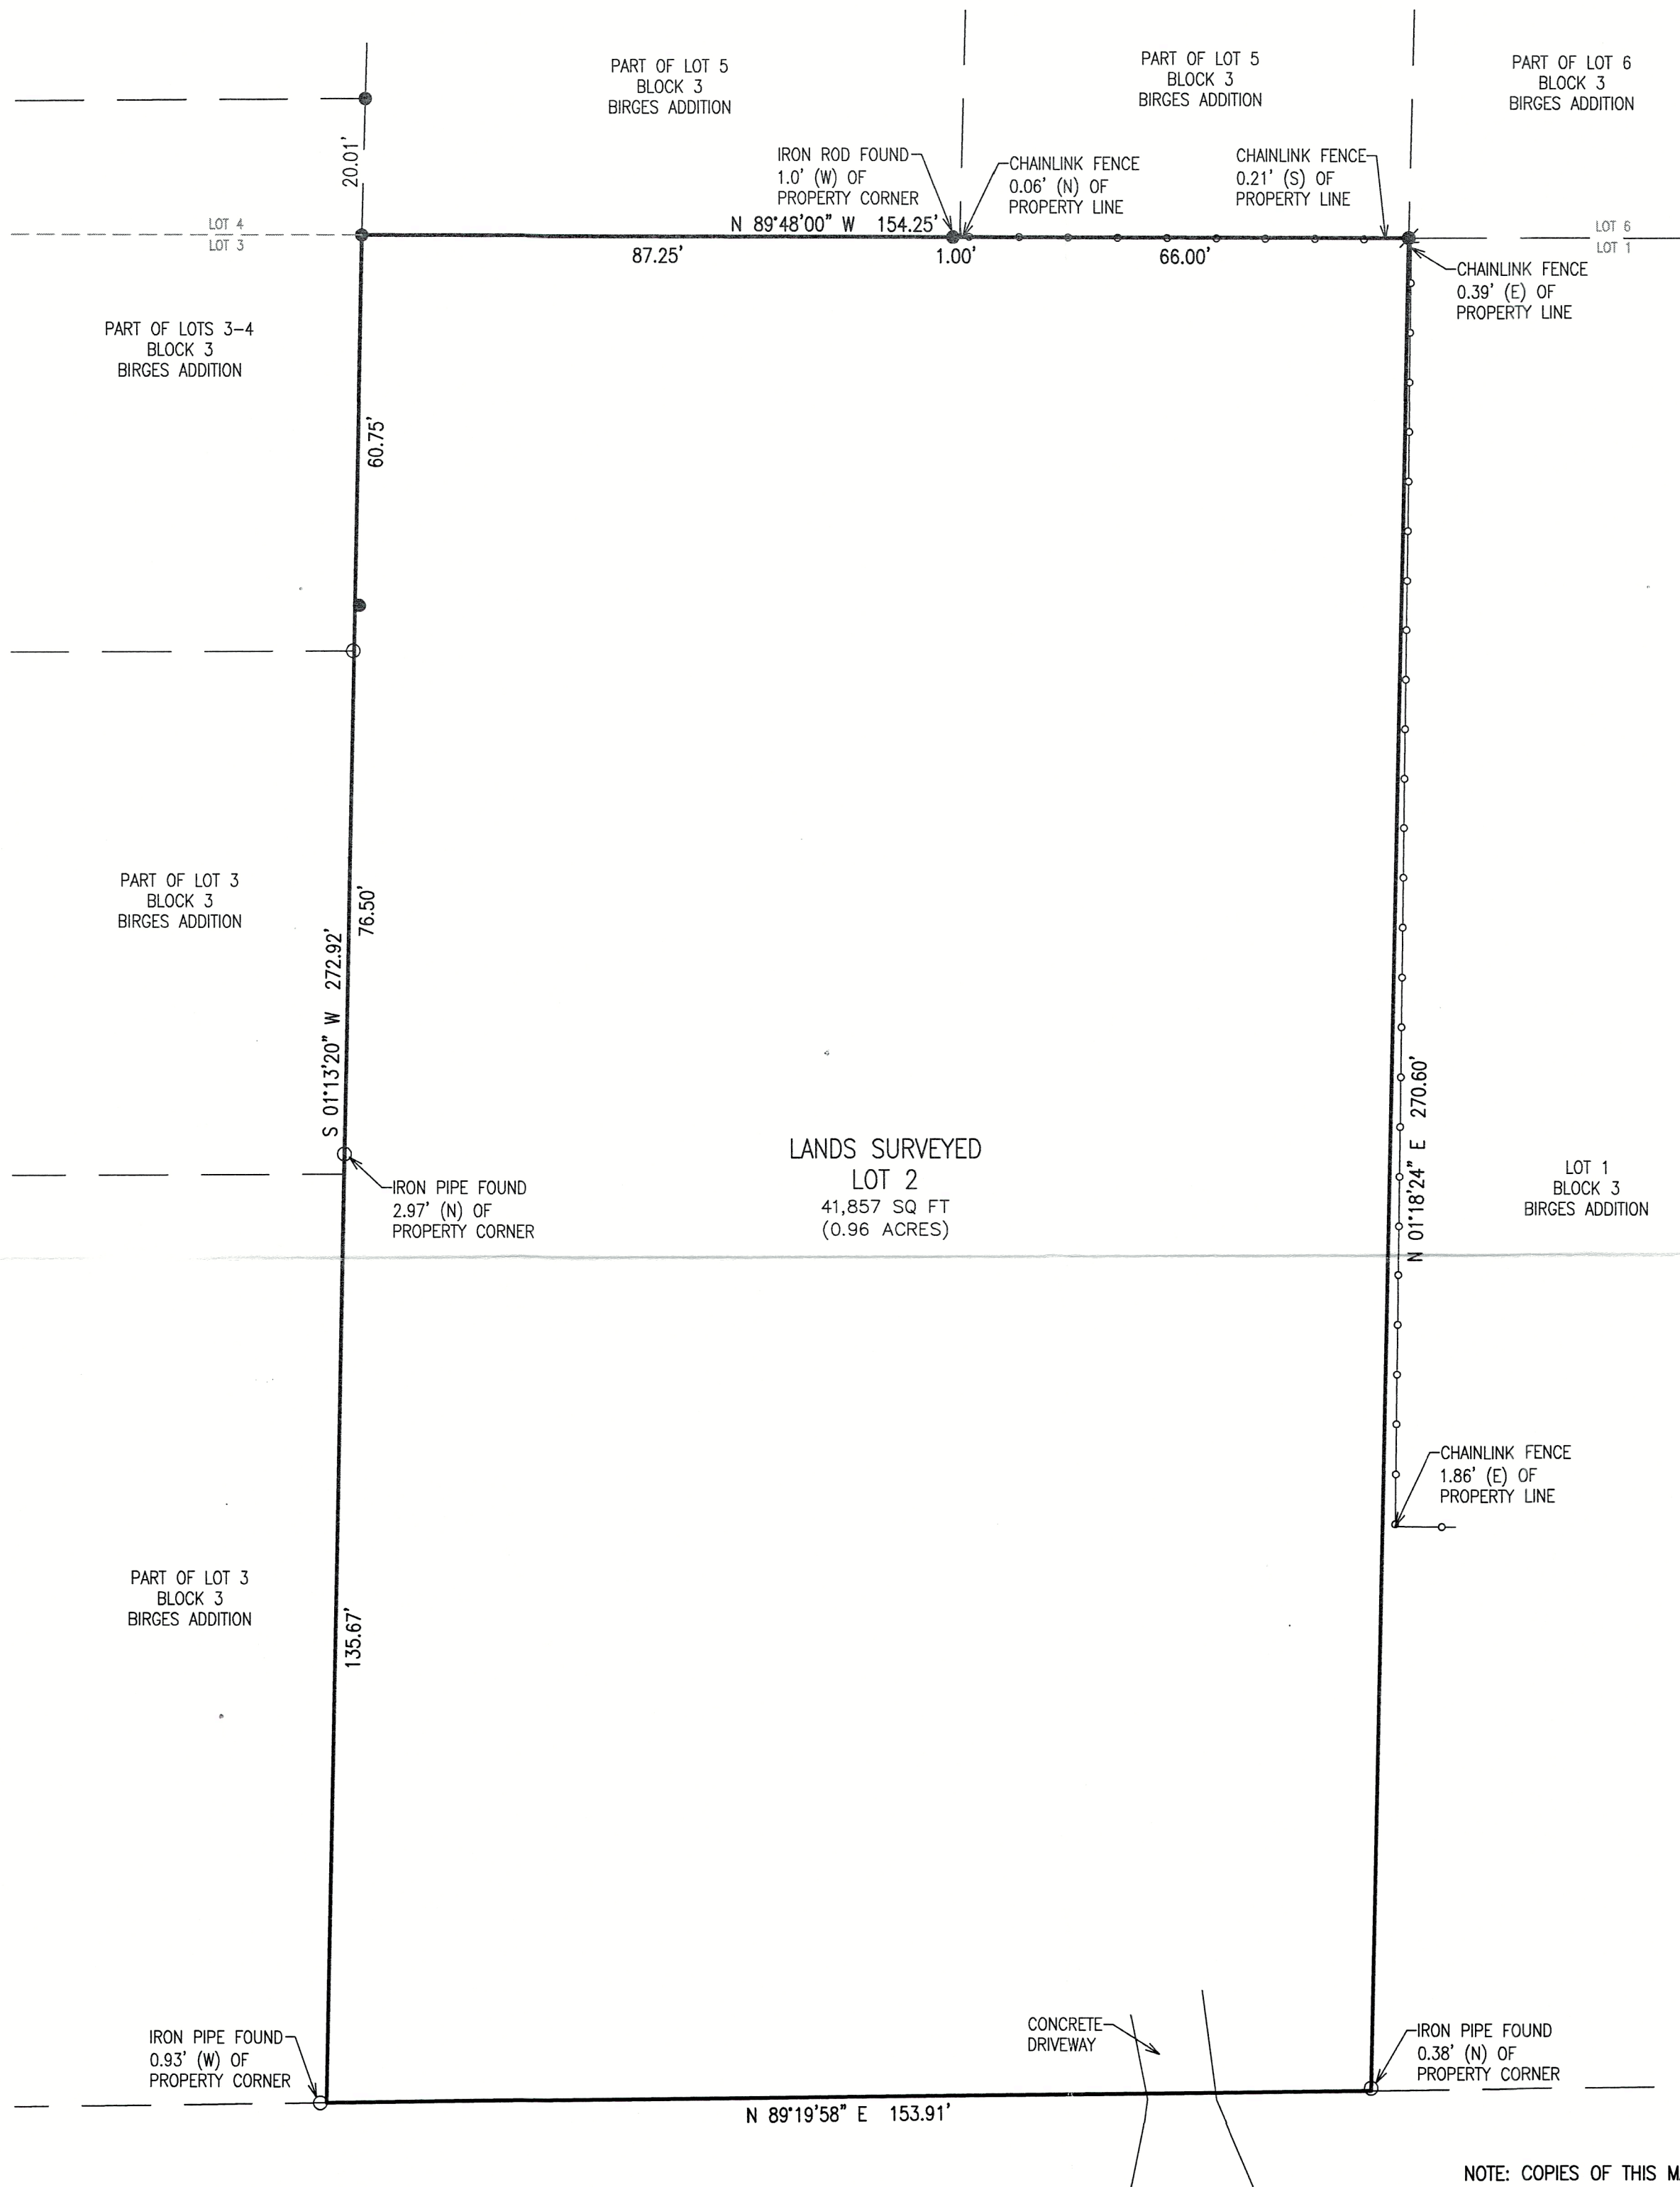 PART OF LOT 5
BLOCK 3
BIRGES ADDITION
PART OF LOT 5
BLOCK 3
BIRGES ADDITION
PART OF LOT 6
BLOCK 3
BIRGES ADDITION
20.01'
IRON ROD FOUND
1.0' (W) OF
PROPERTY CORNER
CHAINLINK FENCE
0.06' (N) OF
PROPERTY LINE
CHAINLINK FENCE
0.21' (S) OF
PROPERTY LINE
LOT 4
LOT 3
N 89°48'00" W 154.25'
87.25'
1.00'
66.00'
LOT 6
LOT 1
CHAINLINK FENCE
0.39' (E) OF
PROPERTY LINE
PART OF LOTS 3-4
BLOCK 3
BIRGES ADDITION
60.75'
PART OF LOT 3
BLOCK 3
BIRGES ADDITION
76.50'
S 01°13'20" W 272.92'
N 01°18'24" E 270.60'
LANDS SURVEYED
LOT 2
41,857 SQ FT
(0.96 ACRES)
IRON PIPE FOUND
2.97' (N) OF
PROPERTY CORNER
LOT 1
BLOCK 3
BIRGES ADDITION
CHAINLINK FENCE
1.86' (E) OF
PROPERTY LINE
PART OF LOT 3
BLOCK 3
BIRGES ADDITION
135.67'
IRON PIPE FOUND
0.93' (W) OF
PROPERTY CORNER
CONCRETE
DRIVEWAY
IRON PIPE FOUND
0.38' (N) OF
PROPERTY CORNER
N 89°19'58" E 153.91'
NOTE: COPIES OF THIS